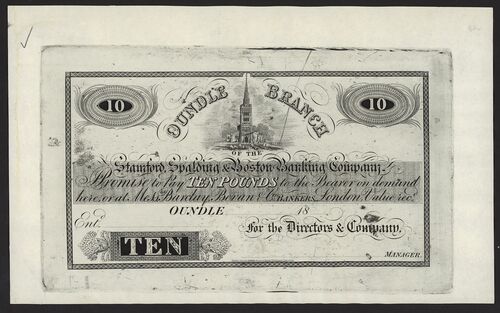 10 OUNDLE BRANCH 10
OF THE
Stamford, Spalding & Boston Banking Company,
Promise to Pay TEN POUNDS to the Bearer on demand
here, or at Mess.rs Barclay, Bevan & Co. BANKERS, London Value rec.d
OUNDLE 18
Ent.d For the Directors & Company,
TEN
MANAGER.